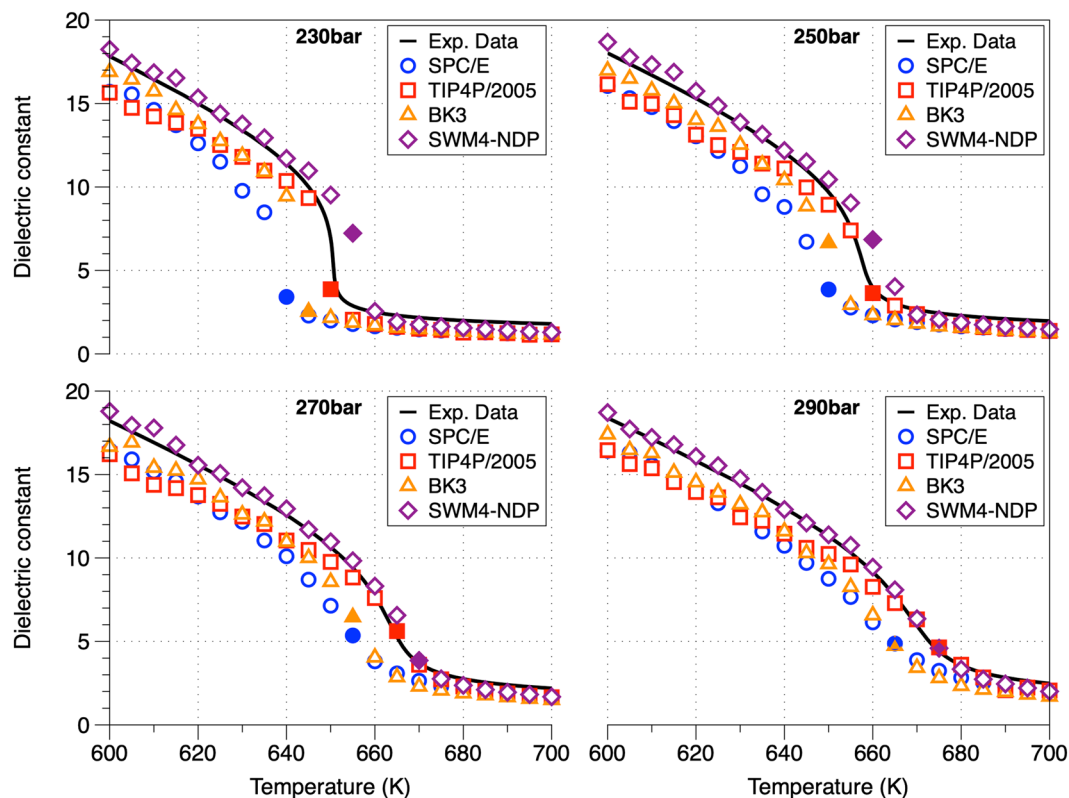 20
15
10
5
0
Dielectric constant
230bar
Exp. Data
SPC/E
TIP4P/2005
BK3
SWM4-NDP
250bar
Exp. Data
SPC/E
TIP4P/2005
BK3
SWM4-NDP
20
15
10
5
0
Dielectric constant
270bar
Exp. Data
SPC/E
TIP4P/2005
BK3
SWM4-NDP
600 620 640 660 680 700
Temperature (K)
290bar
Exp. Data
SPC/E
TIP4P/2005
BK3
SWM4-NDP
600 620 640 660 680 700
Temperature (K)